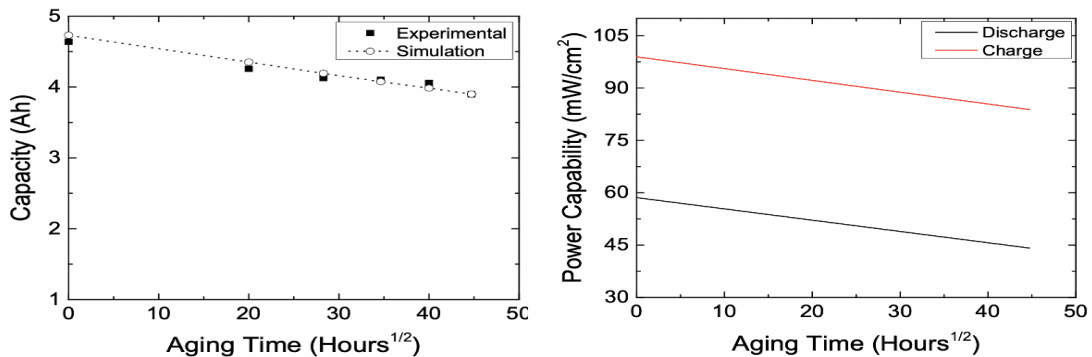 5
4
3
2
1
Capacity (Ah)
Experimental
Simulation
0
10
20
30
40
50
Aging Time (Hours1/2)
105
90
75
60
45
30
Power Capability (mW/cm2)
Discharge
Charge
0
10
20
30
40
50
Aging Time (Hours1/2)